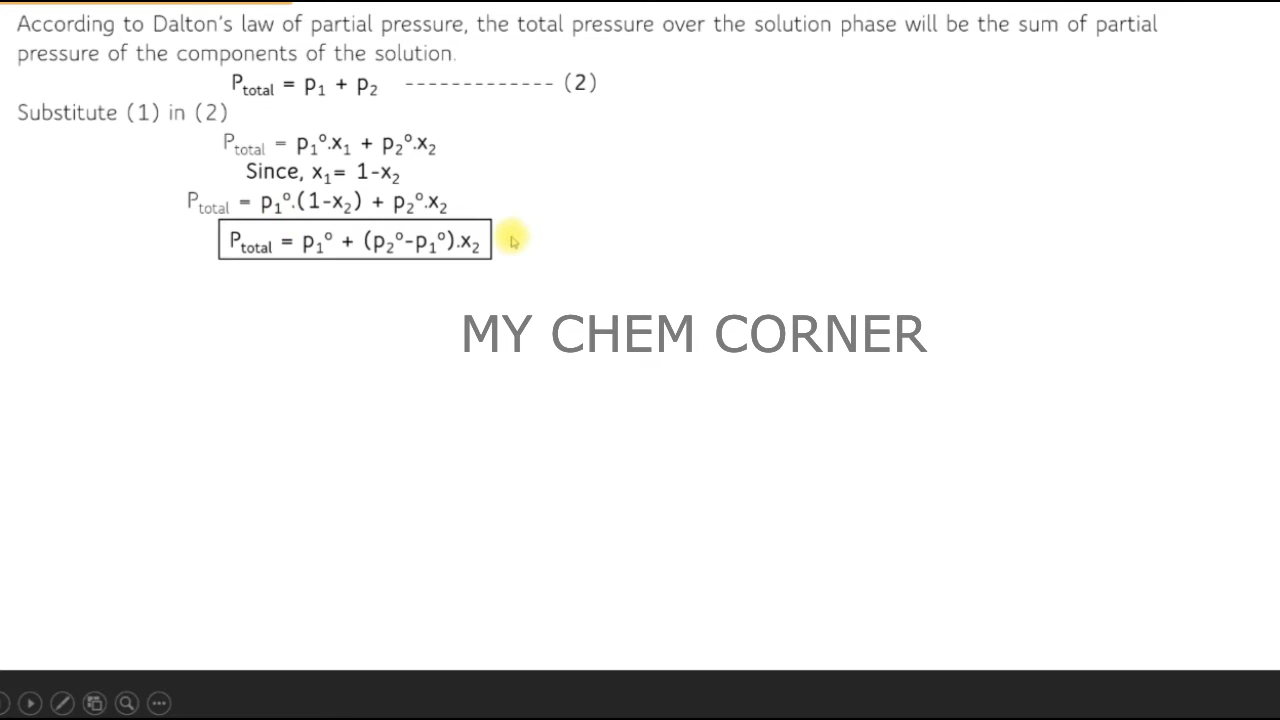 According to Dalton's law of partial pressure, the total pressure over the solution phase will be the sum of partial
pressure of the components of the solution.
P_total = p₁ + p₂ ------------- (2)
Substitute (1) in (2)
P_total = p₁°.x₁ + p₂°.x₂
Since, x₁= 1-x₂
P_total = p₁°.(1-x₂) + p₂°.x₂
P_total = p₁° + (p₂°-p₁°).x₂
MY CHEM CORNER